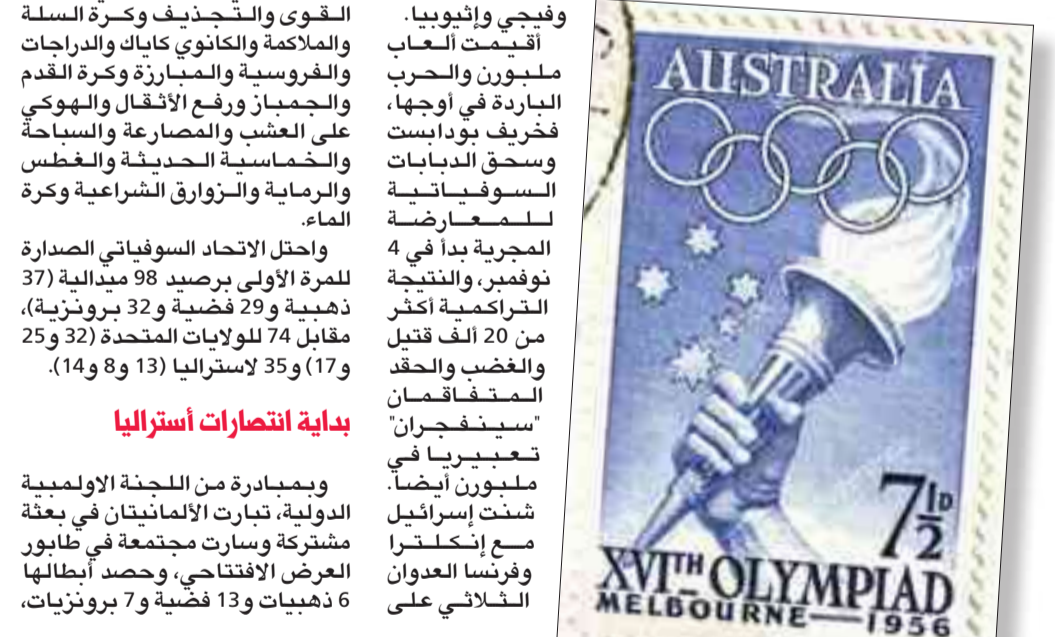 وفيجي وإثيوبيا.
أقيمت ألعاب
ملبورن والحرب
الباردة في أوجها،
فخريف بودابست
وسحق الدبابات
السوفياتية
للمعارضة
المجرية بدأ في 4
نوفمبر، والنتيجة
التراكمية أكثر
من 20 ألف قتيل
والغضب والحقد
المتفاقمان
"سينفجران"
تعبيريا في
ملبورن أيضا.
شنت إسرائيل
مع إنكلترا
وفرنسا العدوان
الثلاثي على
القوى والتجذيف وكرة السلة
والملاكمة والكانوي كاياك والدراجات
والفروسية والمبارزة وكرة القدم
والجمباز ورفع الأثقال والهوكي
على العشب والمصارعة والسباحة
والخماسية الحديثة والغطس
والرماية والزوارق الشراعية وكرة
الماء.
واحتل الاتحاد السوفياتي الصدارة
للمرة الأولى برصيد 98 ميدالية (37
ذهبية و29 فضية و32 برونزية)،
مقابل 74 للولايات المتحدة (32 و25
و17) و35 لاستراليا (13 و8 و14).
بداية انتصارات أستراليا
وبمبادرة من اللجنة الاولمبية
الدولية، تبارت الألمانيتان في بعثة
مشتركة وسارت مجتمعة في طابور
العرض الافتتاحي، وحصد أبطالها
6 ذهبيات و13 فضية و7 برونزيات،
AUSTRALIA
7½D
XVITH OLYMPIAD
MELBOURNE—1956